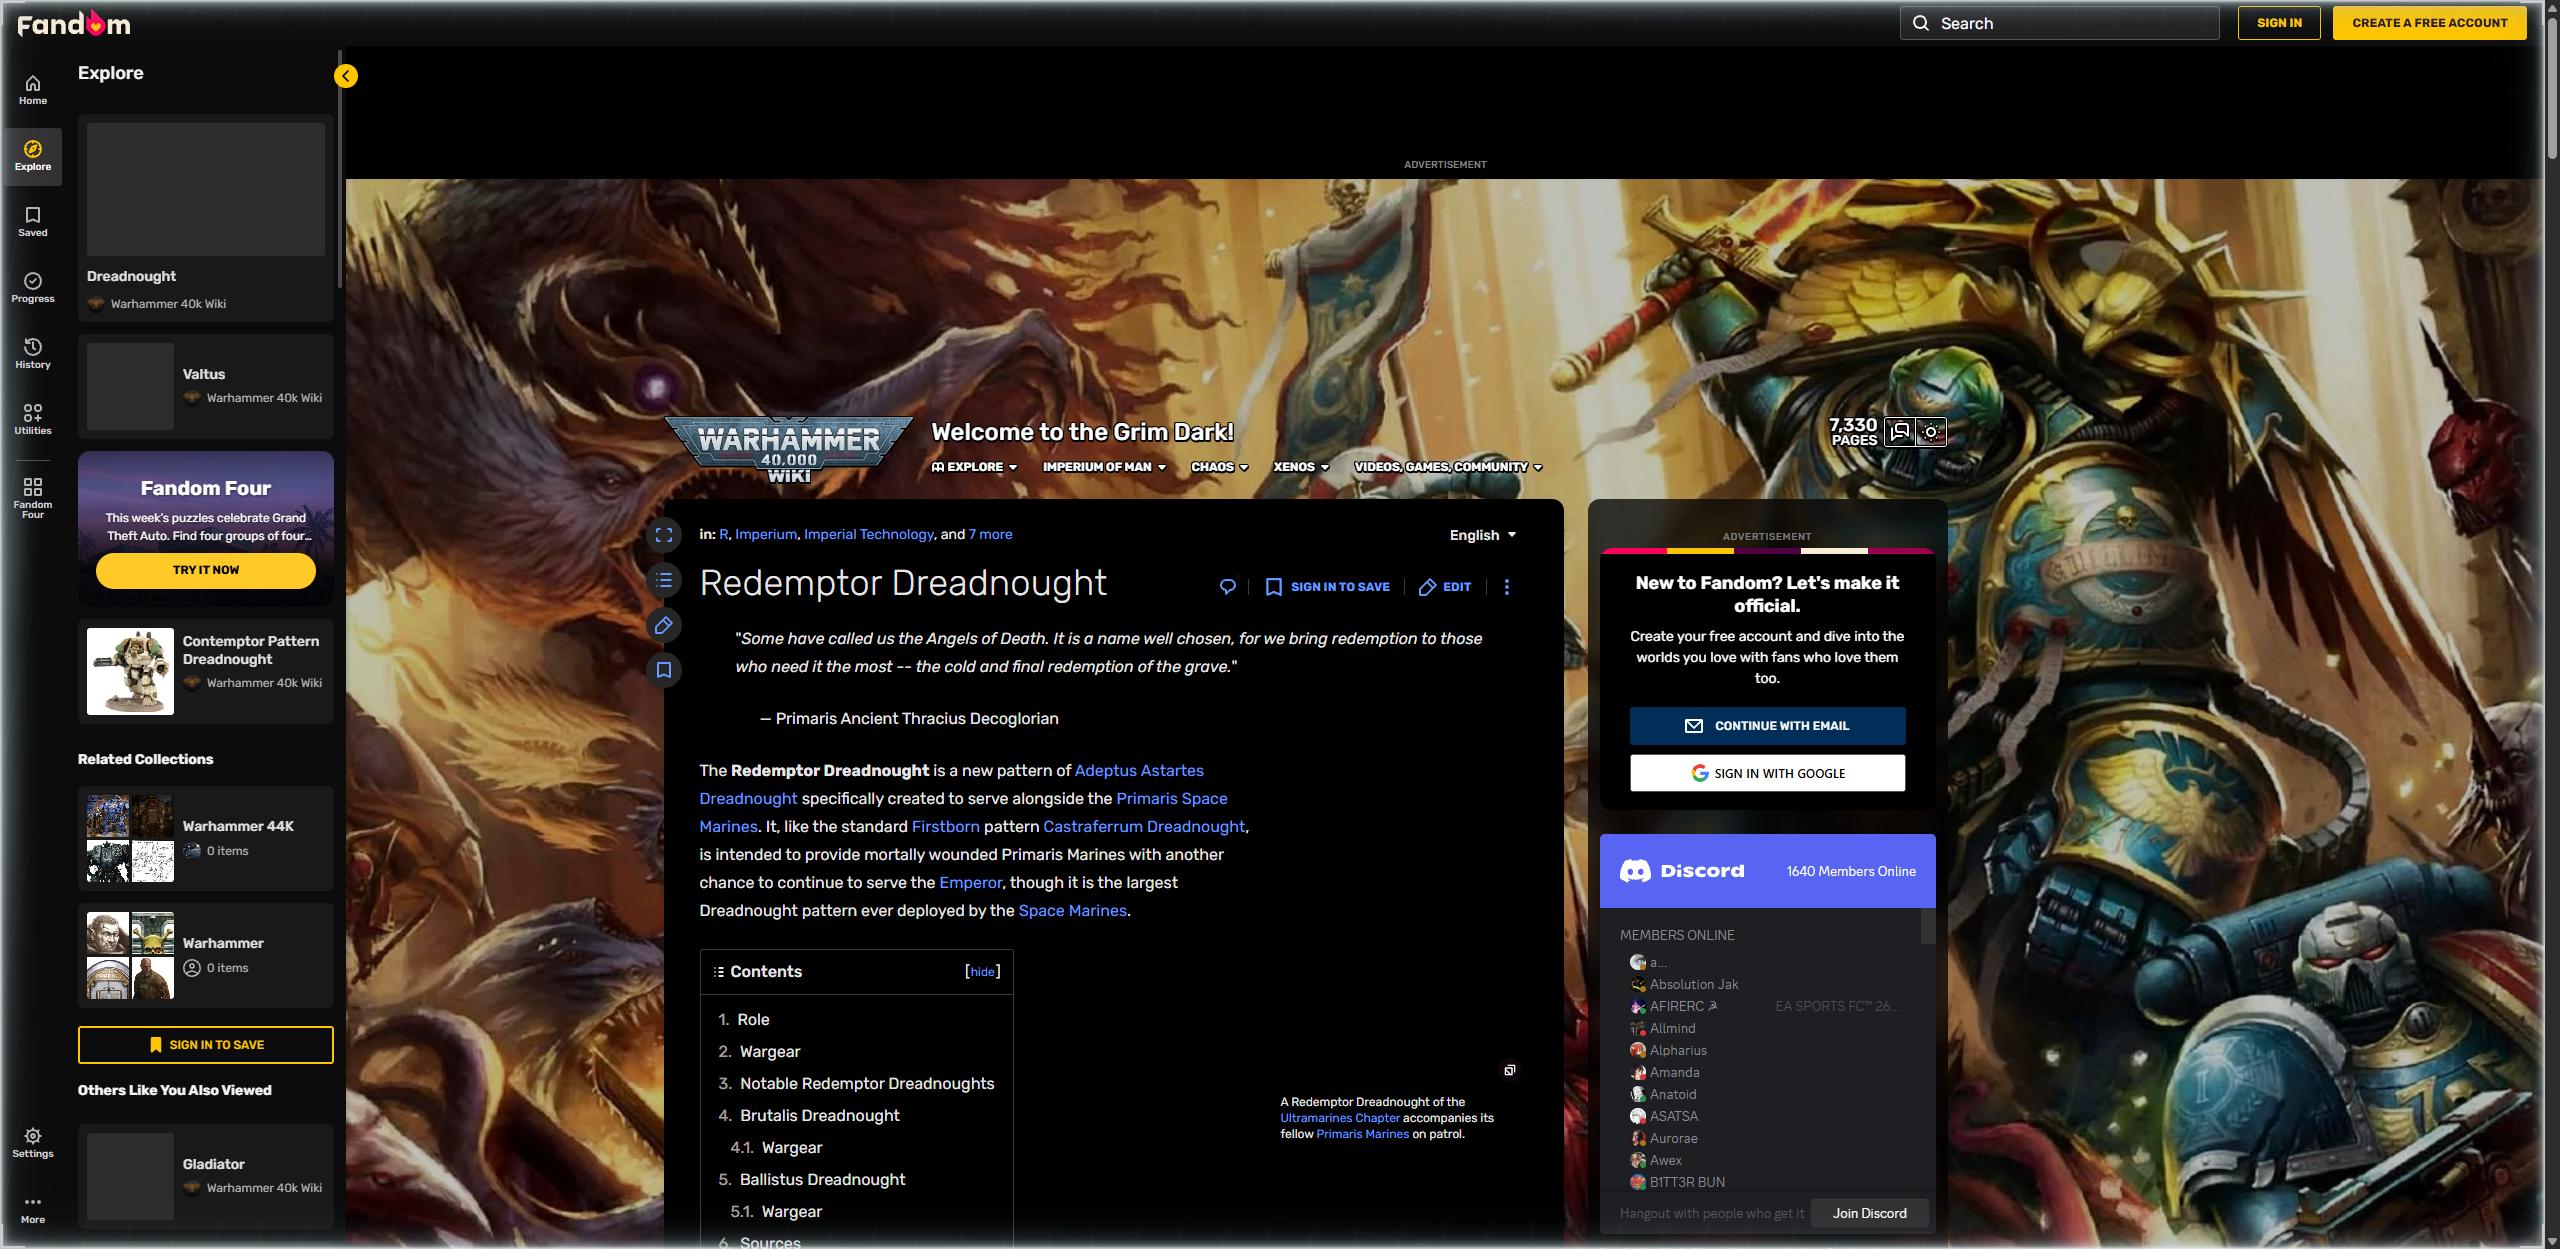 Fandom
Search
SIGN IN
CREATE A FREE ACCOUNT
Home
Explore
Saved
Progress
History
Utilities
Fandom
Four
Settings
More
Explore
Dreadnought
Warhammer 40k Wiki
Valtus
Warhammer 40k Wiki
Fandom Four
This week's puzzles celebrate Grand
Theft Auto. Find four groups of four...
TRY IT NOW
Contemptor Pattern
Dreadnought
Warhammer 40k Wiki
Related Collections
Warhammer 44K
0 items
Warhammer
0 items
SIGN IN TO SAVE
Others Like You Also Viewed
Gladiator
Warhammer 40k Wiki
ADVERTISEMENT
WARHAMMER
40,000
WIKI
Welcome to the Grim Dark!
EXPLORE
IMPERIUM OF MAN
CHAOS
XENOS
VIDEOS, GAMES, COMMUNITY
7,330
PAGES
in: R, Imperium, Imperial Technology, and 7 more
English
Redemptor Dreadnought
SIGN IN TO SAVE
EDIT
"Some have called us the Angels of Death. It is a name well chosen, for we bring redemption to those
who need it the most -- the cold and final redemption of the grave."
— Primaris Ancient Thracius Decoglorian
The Redemptor Dreadnought is a new pattern of Adeptus Astartes
Dreadnought specifically created to serve alongside the Primaris Space
Marines. It, like the standard Firstborn pattern Castraferrum Dreadnought,
is intended to provide mortally wounded Primaris Marines with another
chance to continue to serve the Emperor, though it is the largest
Dreadnought pattern ever deployed by the Space Marines.
Contents
[hide]
1. Role
2. Wargear
3. Notable Redemptor Dreadnoughts
4. Brutalis Dreadnought
4.1. Wargear
5. Ballistus Dreadnought
5.1. Wargear
6. Sources
A Redemptor Dreadnought of the
Ultramarines Chapter accompanies its
fellow Primaris Marines on patrol.
ADVERTISEMENT
New to Fandom? Let's make it
official.
Create your free account and dive into the
worlds you love with fans who love them
too.
CONTINUE WITH EMAIL
SIGN IN WITH GOOGLE
Discord
1640 Members Online
MEMBERS ONLINE
a...
Absolution Jak
AFIRERC
EA SPORTS FC™ 26...
Allmind
Alpharius
Amanda
Anatoid
ASATSA
Aurorae
Awex
B1TT3R BUN
Hangout with people who get it
Join Discord